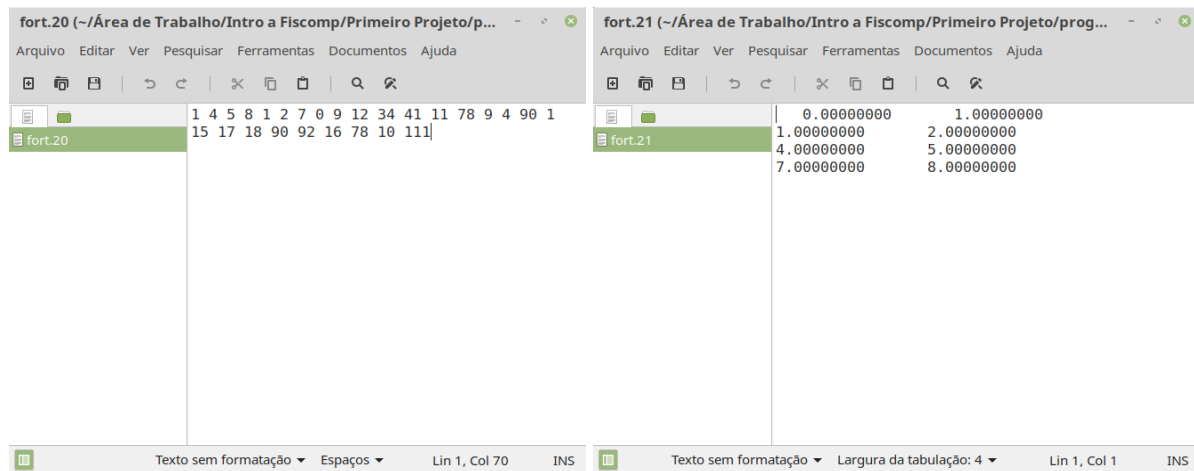 fort.20 (~/Área de Trabalho/Intro a Fiscomp/Primeiro Projeto/p...
Arquivo Editar Ver Pesquisar Ferramentas Documentos Ajuda
fort.20
1 4 5 8 1 2 7 0 9 12 34 41 11 78 9 4 90 1
15 17 18 90 92 16 78 10 111
Texto sem formatação Espaços Lin 1, Col 70 INS
fort.21 (~/Área de Trabalho/Intro a Fiscomp/Primeiro Projeto/prog...
Arquivo Editar Ver Pesquisar Ferramentas Documentos Ajuda
fort.21
0.00000000 1.00000000
1.00000000 2.00000000
4.00000000 5.00000000
7.00000000 8.00000000
Texto sem formatação Largura da tabulação: 4 Lin 1, Col 1 INS